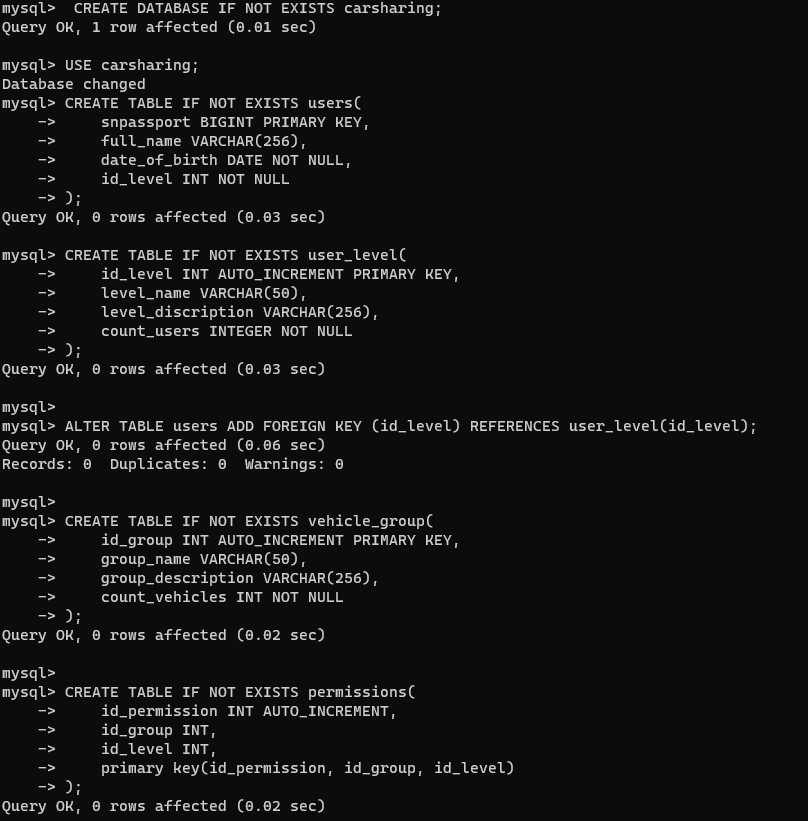 mysql>  CREATE DATABASE IF NOT EXISTS carsharing;
Query OK, 1 row affected (0.01 sec)

mysql> USE carsharing;
Database changed
mysql> CREATE TABLE IF NOT EXISTS users(
    ->     snpassport BIGINT PRIMARY KEY,
    ->     full_name VARCHAR(256),
    ->     date_of_birth DATE NOT NULL,
    ->     id_level INT NOT NULL
    -> );
Query OK, 0 rows affected (0.03 sec)

mysql> CREATE TABLE IF NOT EXISTS user_level(
    ->     id_level INT AUTO_INCREMENT PRIMARY KEY,
    ->     level_name VARCHAR(50),
    ->     level_discription VARCHAR(256),
    ->     count_users INTEGER NOT NULL
    -> );
Query OK, 0 rows affected (0.03 sec)

mysql>
mysql> ALTER TABLE users ADD FOREIGN KEY (id_level) REFERENCES user_level(id_level);
Query OK, 0 rows affected (0.06 sec)
Records: 0  Duplicates: 0  Warnings: 0

mysql>
mysql> CREATE TABLE IF NOT EXISTS vehicle_group(
    ->     id_group INT AUTO_INCREMENT PRIMARY KEY,
    ->     group_name VARCHAR(50),
    ->     group_description VARCHAR(256),
    ->     count_vehicles INT NOT NULL
    -> );
Query OK, 0 rows affected (0.02 sec)

mysql>
mysql> CREATE TABLE IF NOT EXISTS permissions(
    ->     id_permission INT AUTO_INCREMENT,
    ->     id_group INT,
    ->     id_level INT,
    ->     primary key(id_permission, id_group, id_level)
    -> );
Query OK, 0 rows affected (0.02 sec)